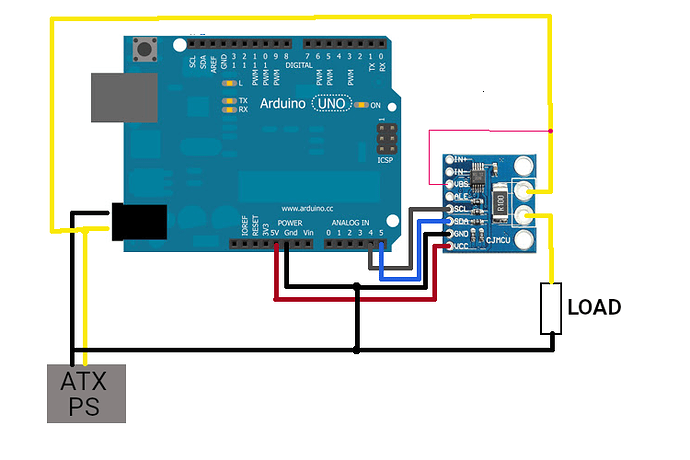 SCL
SDA
AREF
GND
13
12
PWM 11
PWM 10
PWM 9
8
DIGITAL
7
PWM 6
PWM 5
4
PWM 3
2
TX 1
RX 0
L
TX
RX
Arduino UNO
ON
1
ICSP
www.arduino.cc
IOREF
RESET
3V3
5V
Gnd
Vin
POWER
ANALOG IN
0 1 2 3 4 5
IN+
IN-
VBS
ALE
SCL
SDA
GND
VCC
R100
CJMCU
LOAD
ATX
PS